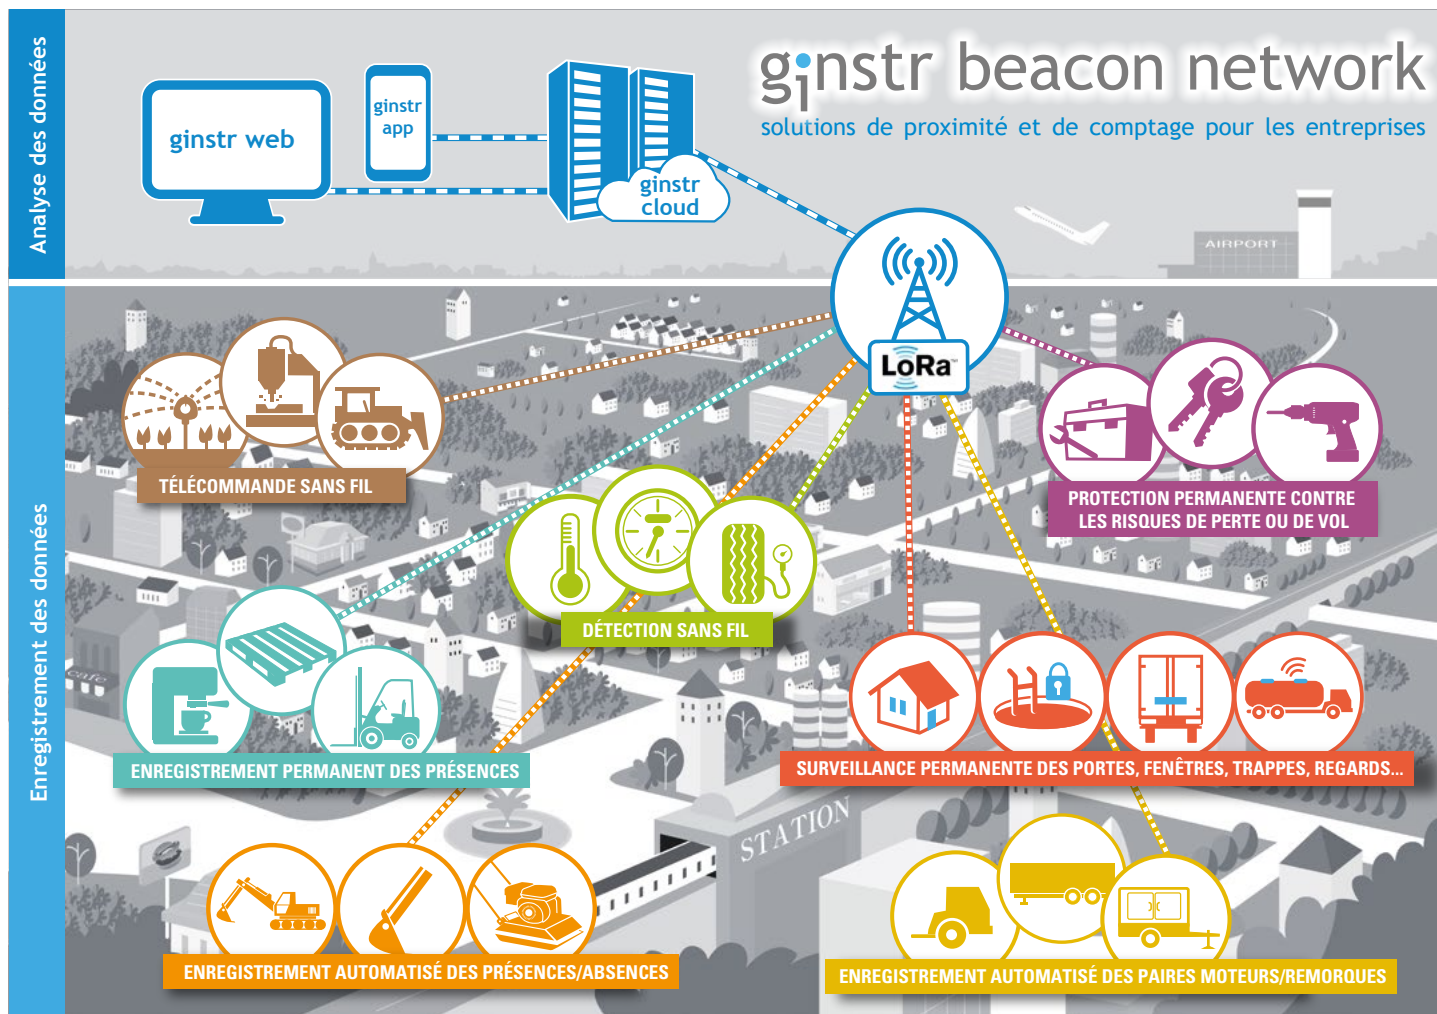 Analyse des données
ginstr beacon network
solutions de proximité et de comptage pour les entreprises
ginstr web
ginstr
app
ginstr
cloud
AIRPORT
LoRa™
Enregistrement des données
TÉLÉCOMMANDE SANS FIL
PROTECTION PERMANENTE CONTRE
LES RISQUES DE PERTE OU DE VOL
DÉTECTION SANS FIL
cafe
ENREGISTREMENT PERMANENT DES PRÉSENCES
SURVEILLANCE PERMANENTE DES PORTES, FENÊTRES, TRAPPES, REGARDS...
STATION
ENREGISTREMENT AUTOMATISÉ DES PRÉSENCES/ABSENCES
ENREGISTREMENT AUTOMATISÉ DES PAIRES MOTEURS/REMORQUES